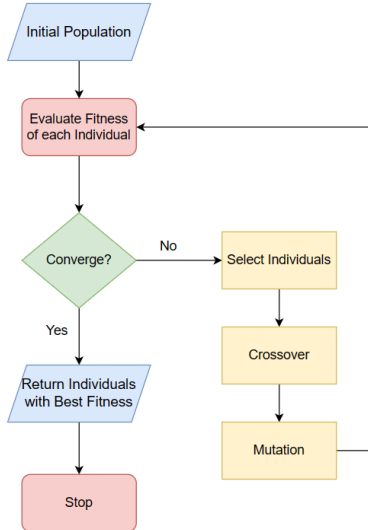 Initial Population
Evaluate Fitness
of each Individual
Converge?
No
Select Individuals
Yes
Crossover
Return Individuals
with Best Fitness
Mutation
Stop